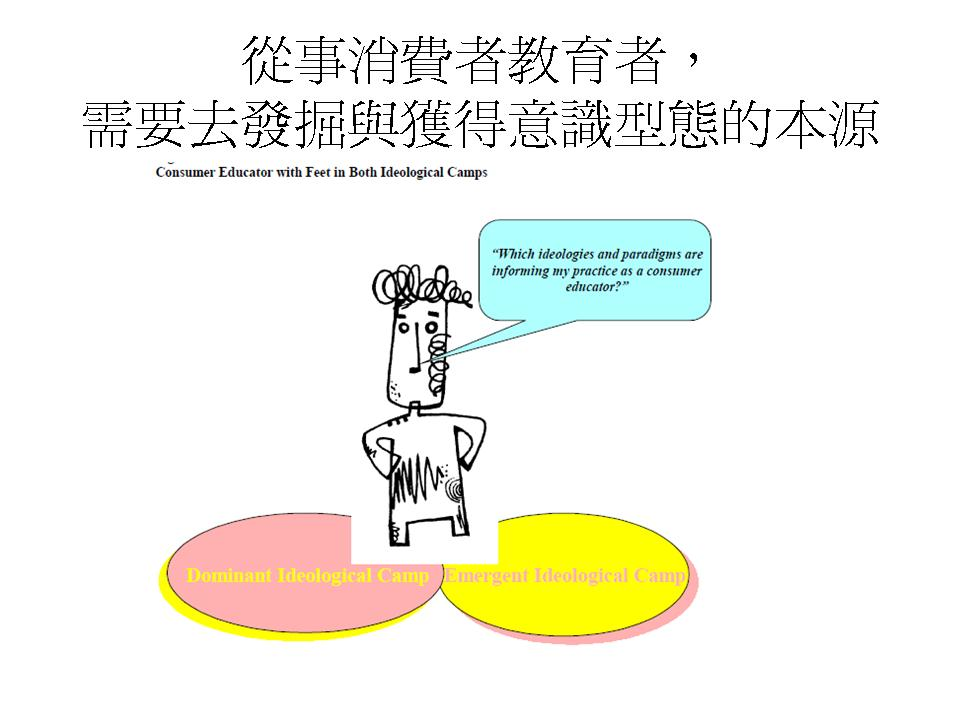 從事消費者教育者，
需要去發掘與獲得意識型態的本源
Consumer Educator with Feet in Both Ideological Camps
“Which ideologies and paradigms are
informing my practice as a consumer
educator?”
Dominant Ideological Camp
Emergent Ideological Camp